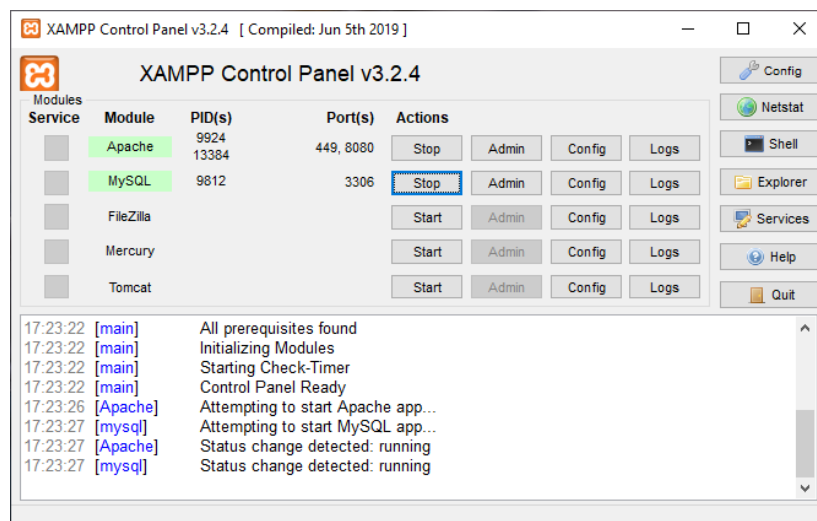 XAMPP Control Panel v3.2.4 [ Compiled: Jun 5th 2019 ]
XAMPP Control Panel v3.2.4
Config
Modules
Netstat
Service Module PID(s) Port(s) Actions
Apache 9924 13384 449, 8080 Stop Admin Config Logs
Shell
MySQL 9812 3306 Stop Admin Config Logs
Explorer
FileZilla Start Admin Config Logs
Services
Mercury Start Admin Config Logs
Help
Tomcat Start Admin Config Logs
Quit
17:23:22 [main] All prerequisites found
17:23:22 [main] Initializing Modules
17:23:22 [main] Starting Check-Timer
17:23:22 [main] Control Panel Ready
17:23:26 [Apache] Attempting to start Apache app...
17:23:27 [mysql] Attempting to start MySQL app...
17:23:27 [Apache] Status change detected: running
17:23:27 [mysql] Status change detected: running